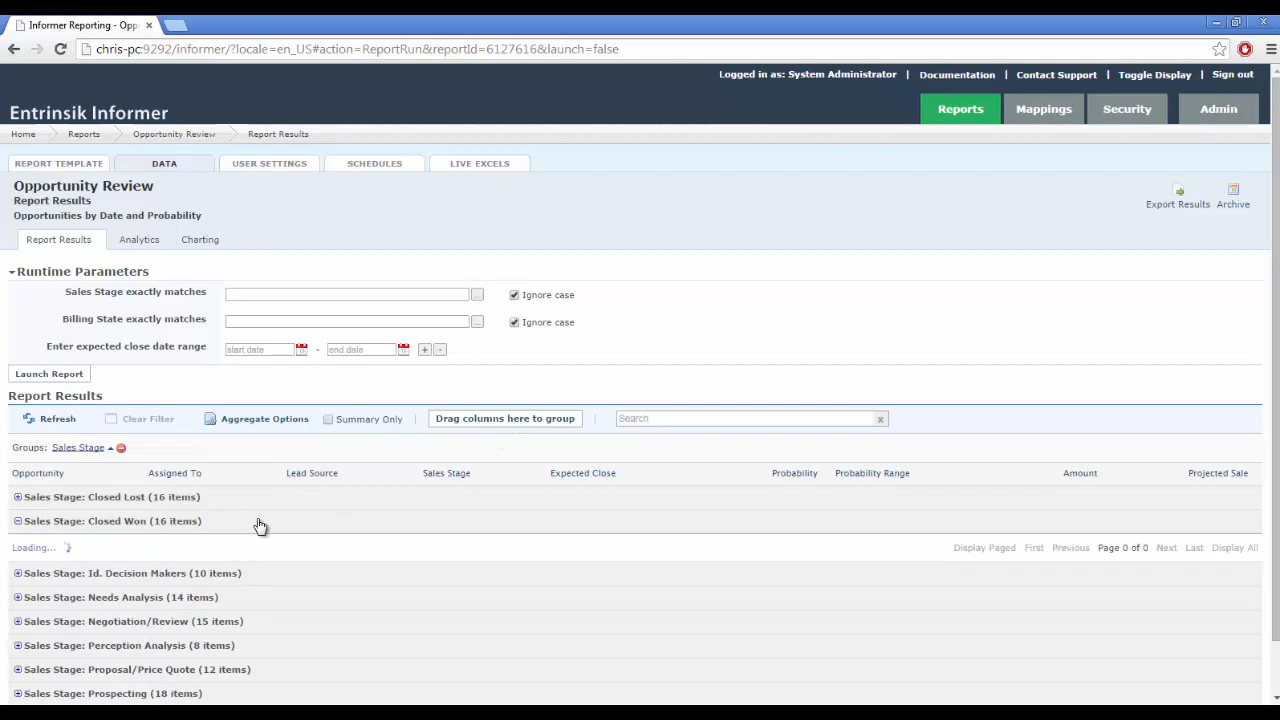 Informer Reporting - Opp
chris-pc:9292/informer/?locale=en_US#action=ReportRun&reportId=6127616&launch=false
Logged in as: System Administrator | Documentation | Contact Support | Toggle Display | Sign out
Entrinsik Informer
Reports Mappings Security Admin
Home Reports Opportunity Review Report Results
REPORT TEMPLATE DATA USER SETTINGS SCHEDULES LIVE EXCELS
Opportunity Review
Report Results
Opportunities by Date and Probability
Export Results Archive
Report Results Analytics Charting
Runtime Parameters
Sales Stage exactly matches ... Ignore case
Billing State exactly matches ... Ignore case
Enter expected close date range start date - end date + -
Launch Report
Report Results
Refresh Clear Filter Aggregate Options Summary Only | Drag columns here to group | Search x
Groups: Sales Stage
Opportunity Assigned To Lead Source Sales Stage Expected Close Probability Probability Range Amount Projected Sale
Sales Stage: Closed Lost (16 items)
Sales Stage: Closed Won (16 items)
Loading... Display Paged First Previous Page 0 of 0 Next Last Display All
Sales Stage: Id. Decision Makers (10 items)
Sales Stage: Needs Analysis (14 items)
Sales Stage: Negotiation/Review (15 items)
Sales Stage: Perception Analysis (8 items)
Sales Stage: Proposal/Price Quote (12 items)
Sales Stage: Prospecting (18 items)